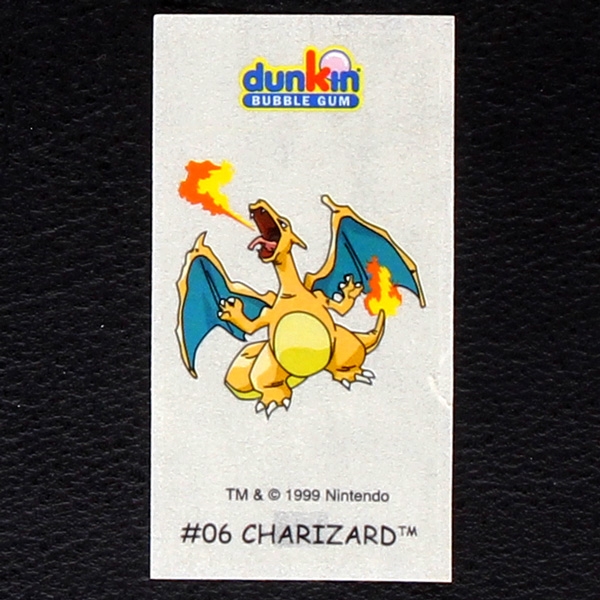 dunkin
BUBBLE GUM
TM & © 1999 Nintendo
#06 CHARIZARD™